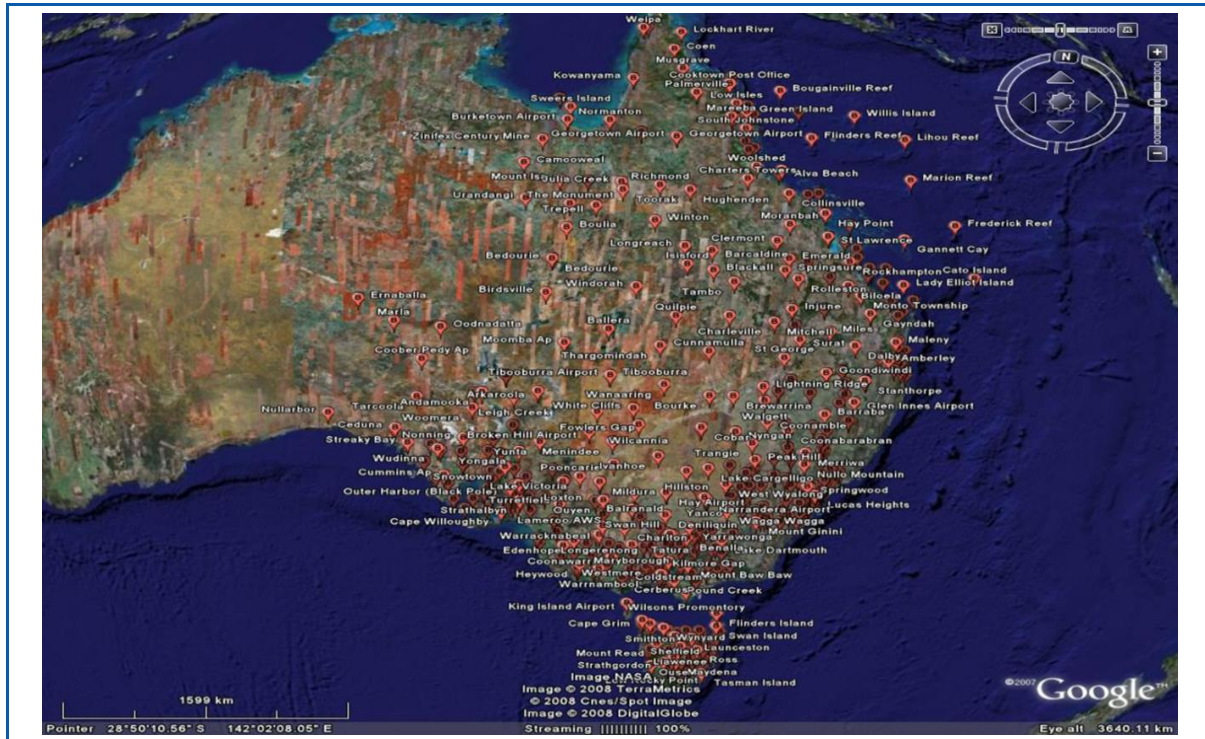 Weipa
Lockhart River
Coen
Musgrave
Kowanyama
Cooktown Post Office
Palmerville
Bougainville Reef
Low Isles
Sweers Island
Mareeba Green Island
Normanton
Willis Island
Burketown Airport
South Johnstone
Zinifex Century Mine
Georgetown Airport
Georgetown Airport
Flinders Reef
Lihou Reef
Camooweal
Woolshed
Charters Towers
Alva Beach
Julia Creek
Richmond
Marion Reef
Urandangi
The Monument
Toorak
Hughenden
Collinsville
Trepell
Moranbah
Winton
Hay Point
Frederick Reef
Boulia
Longreach
Clermont
St Lawrence
Gannett Cay
Bedourie
Isisford
Barcaldine
Emerald
Bedourie
Blackall
Springsure
Rockhampton
Cato Island
Birdsville
Windorah
Tambo
Rolleston
Lady Elliot Island
Ernaballa
Biloela
Monto Township
Marla
Quilpie
Injune
Oodnadatta
Ballera
Charleville
Mitchell
Miles
Gayndah
Moomba Ap
Cunnamulla
St George
Surat
Maleny
Coober Pedy Ap
Thargomindah
Dalby
Amberley
Tibooburra Airport
Tibooburra
Goondiwindi
Lightning Ridge
Stanthorpe
Arkaroola
Wanaaring
Nullarbor
Tarcoola
Andamooka
Leigh Creek
White Cliffs
Bourke
Brewarrina
Glen Innes Airport
Barraba
Woomera
Walgett
Ceduna
Fowlers Gap
Coonamble
Streaky Bay
Nonning
Broken Hill Airport
Wilcannia
Cobar
Nyngan
Coonabarabran
Wudinna
Yunta
Menindee
Trangie
Peak Hill
Cummins Ap
Yongala
Pooncarie
Ivanhoe
Merriwa
Snowtown
Lake Cargelligo
Nullo Mountain
Outer Harbor (Black Pole)
Lake Victoria
Mildura
Hillston
West Wyalong
Springwood
Turretfield
Loxton
Hay Airport
Lucas Heights
Strathalbyn
Ouyen
Balranald
Yanco
Narrandera Airport
Cape Willoughby
Lameroo AWS
Swan Hill
Deniliquin
Wagga Wagga
Warracknabeal
Charlton
Yarrawonga
Mount Ginini
Edenhope
Longerenong
Tatura
Benalla
Lake Dartmouth
Coonawarra
Maryborough
Kilmore Gap
Heywood
Westmere
Coldstream
Mount Baw Baw
Warrnambool
Cerberus
Pound Creek
King Island Airport
Wilsons Promontory
Cape Grim
Flinders Island
Smithton
Wynyard
Swan Island
Mount Read
Sheffield
Launceston
Strathgordon
Liawenee
Ross
Image NASA
Ouse
Maydena
Low Rocky Point
Tasman Island
Image © 2008 TerraMetrics
© 2008 Cnes/Spot Image
Image © 2008 DigitalGlobe
N
1599 km
©2007 Google™
Pointer 28°50'10.56" S 142°02'08.05" E
Streaming |||||||||| 100%
Eye alt 3640.11 km